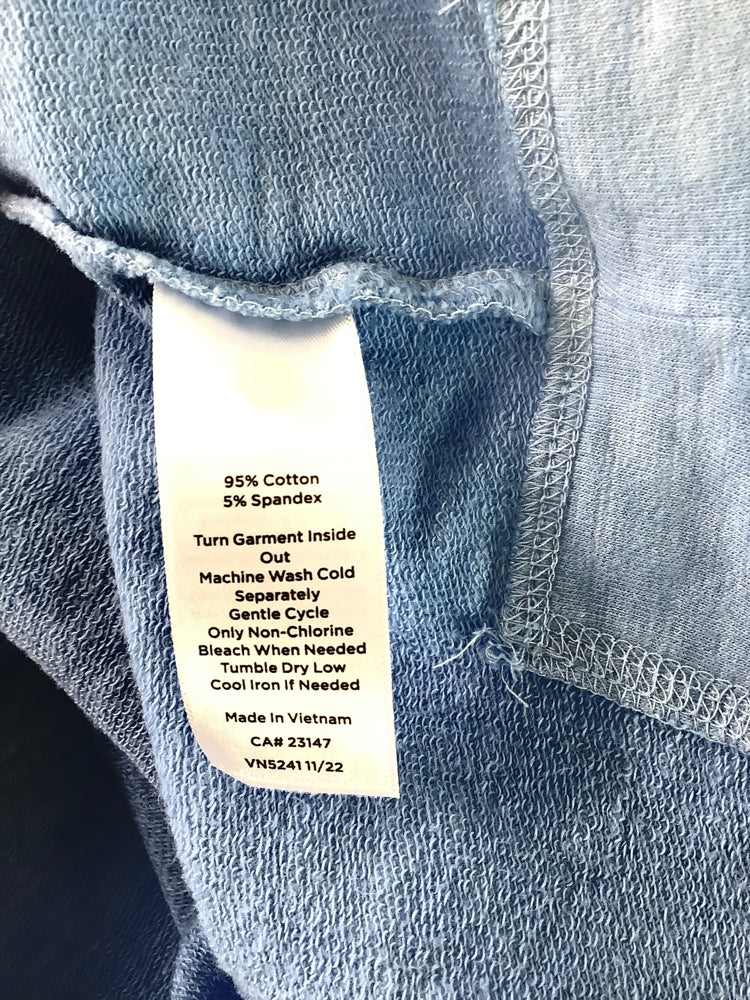 95% Cotton
5% Spandex
Turn Garment Inside
Out
Machine Wash Cold
Separately
Gentle Cycle
Only Non-Chlorine
Bleach When Needed
Tumble Dry Low
Cool Iron If Needed
Made In Vietnam
CA# 23147
VN5241 11/22